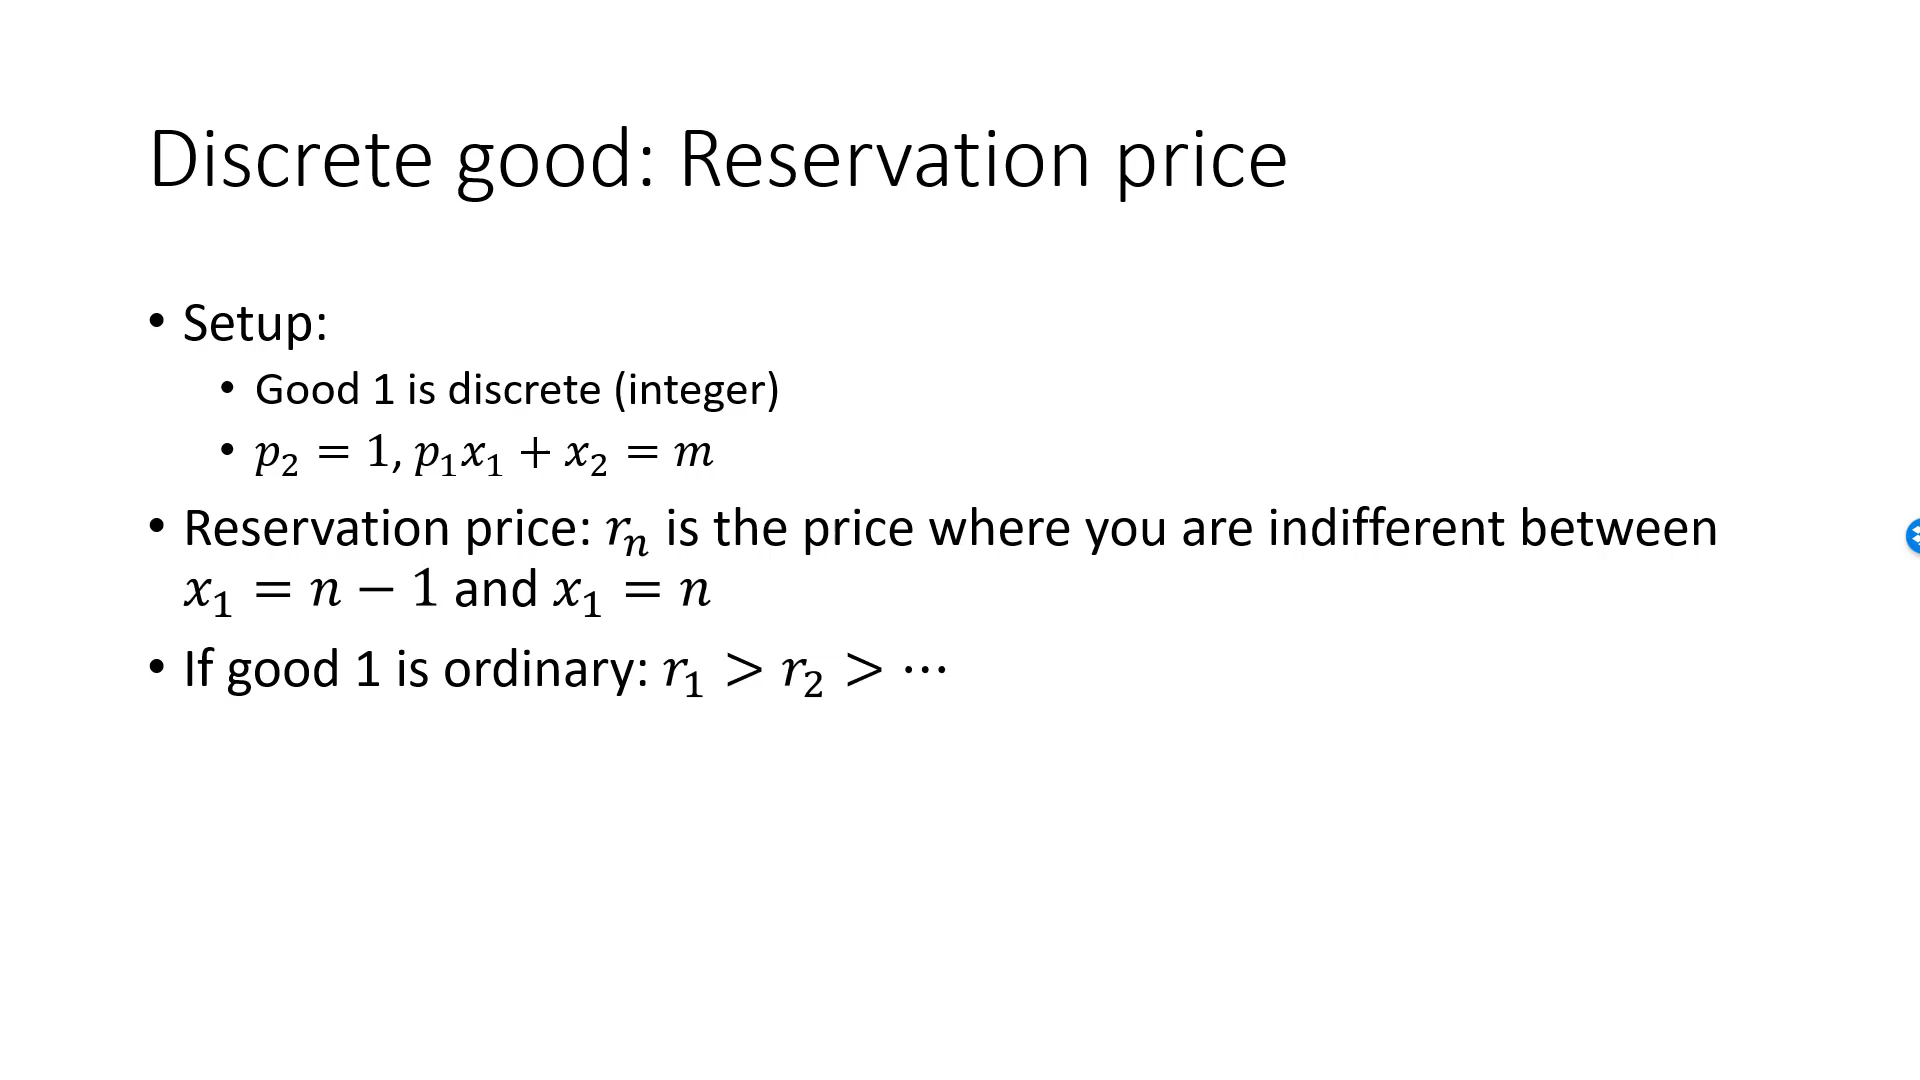 Discrete good: Reservation price
• Setup:
• Good 1 is discrete (integer)
• p₂ = 1, p₁x₁ + x₂ = m
• Reservation price: rₙ is the price where you are indifferent between
x₁ = n − 1 and x₁ = n
• If good 1 is ordinary: r₁ > r₂ > ⋯